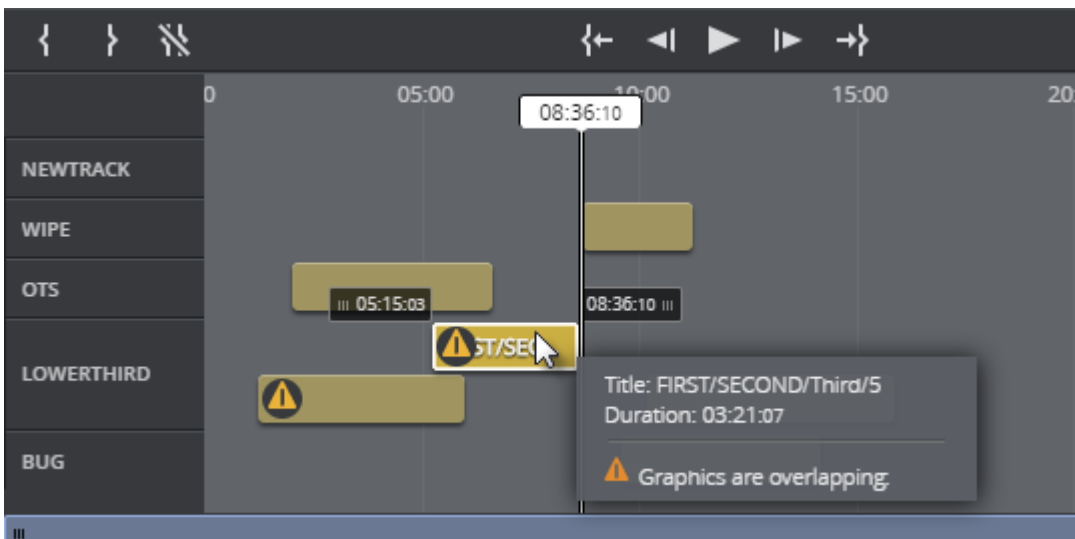 0 05:00 10:00 15:00 20:
08:36:10
NEWTRACK
WIPE
OTS
05:15:03 08:36:10
ST/SEC
LOWERTHIRD
Title: FIRST/SECOND/Third/5
Duration: 03:21:07
Graphics are overlapping.
BUG